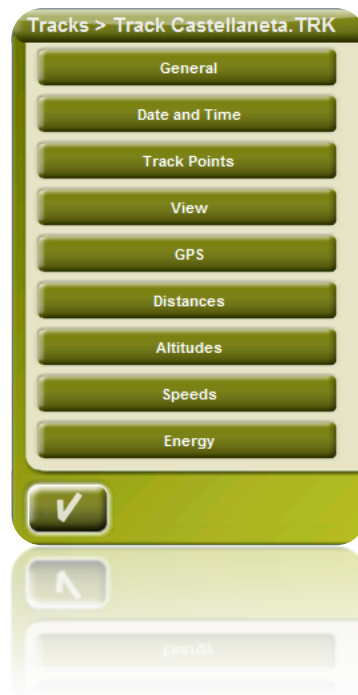 Tracks > Track Castellaneta.TRK
General
Date and Time
Track Points
View
GPS
Distances
Altitudes
Speeds
Energy